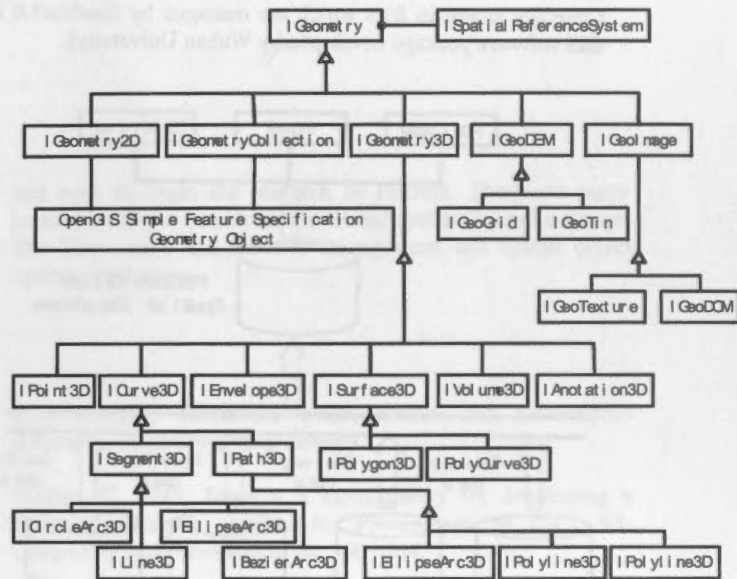 IGeometry
ISpatialReferenceSystem
IGeometry2D
IGeometryCollection
IGeometry3D
IGeoDEM
IGeoImage
OpenGIS Simple Feature Specification
Geometry Object
IGeoGrid
IGeoTin
IGeoTexture
IGeoDOM
IPoint3D
ICurve3D
IEnvelope3D
ISurface3D
IVolume3D
IAnotation3D
ISegment3D
IPath3D
IPolygon3D
IPolyCurve3D
ICircleArc3D
IEllipseArc3D
ILine3D
IBezierArc3D
IEllipseArc3D
IPolyline3D
IPolyline3D